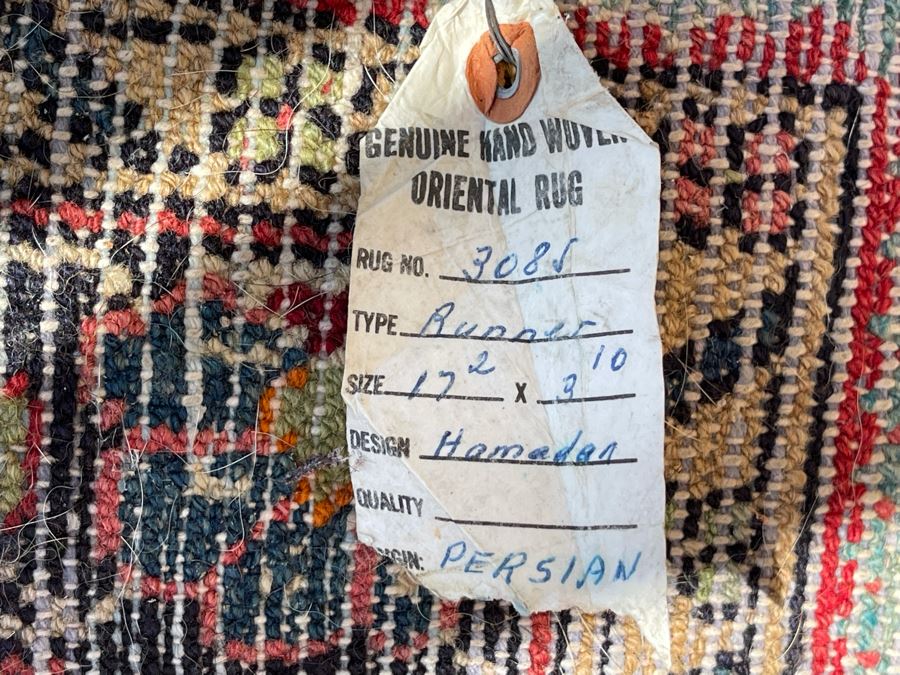 GENUINE HAND WOVEN
ORIENTAL RUG
RUG NO. 3085
TYPE Runner
SIZE 17 2 X 3 10
DESIGN Hamadan
QUALITY
PERSIAN